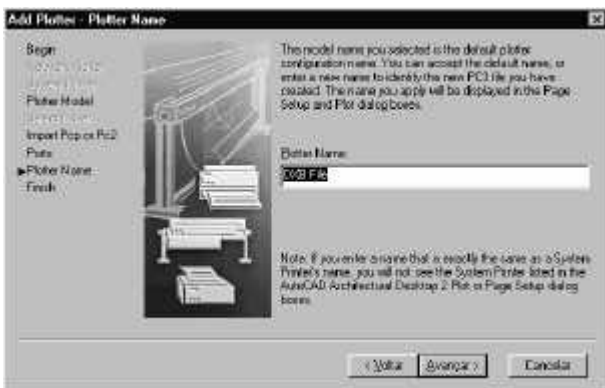 Add Plotter - Plotter Name
Begin
Plotter Model
Import Pcp or Pc2
Ports
Plotter Name
Finish
This model name you selected is the default plotter
configuration name. You can accept the default name, or
enter a new name to identify the new PC3 file you have
created. The name you apply will be displayed in the Page
Setup and Plot dialog boxes.
Plotter Name:
DXB File
Note: If you enter a name that is exactly the same as a System
Printer's name, you will not see the System Printer listed in the
AutoCAD Architectural Desktop 2 Plot or Page Setup dialog
boxes.
< Voltar
Avançar >
Cancelar